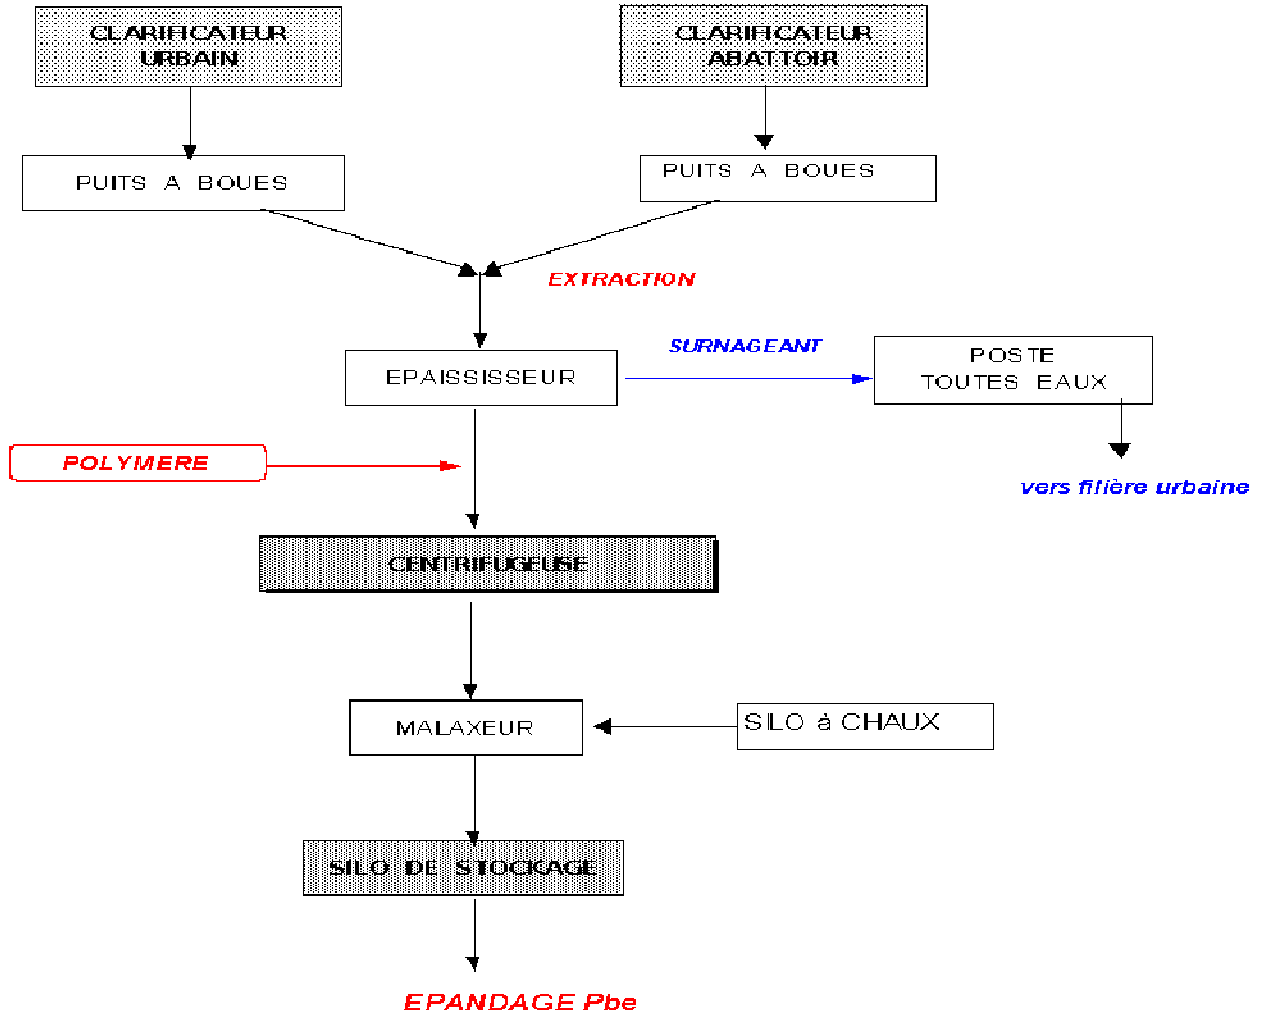 CLARIFICATEUR
URBAIN
CLARIFICATEUR
ABATTOIR
PUITS A BOUES
PUITS A BOUES
EXTRACTION
SURNAGEANT
POSTE
TOUTES EAUX
EPAISSISSEUR
POLYMERE
vers filière urbaine
CENTRIFUGEUSE
MALAXEUR
SILO à CHAUX
SILO DE STOCKAGE
EPANDAGE Pbe